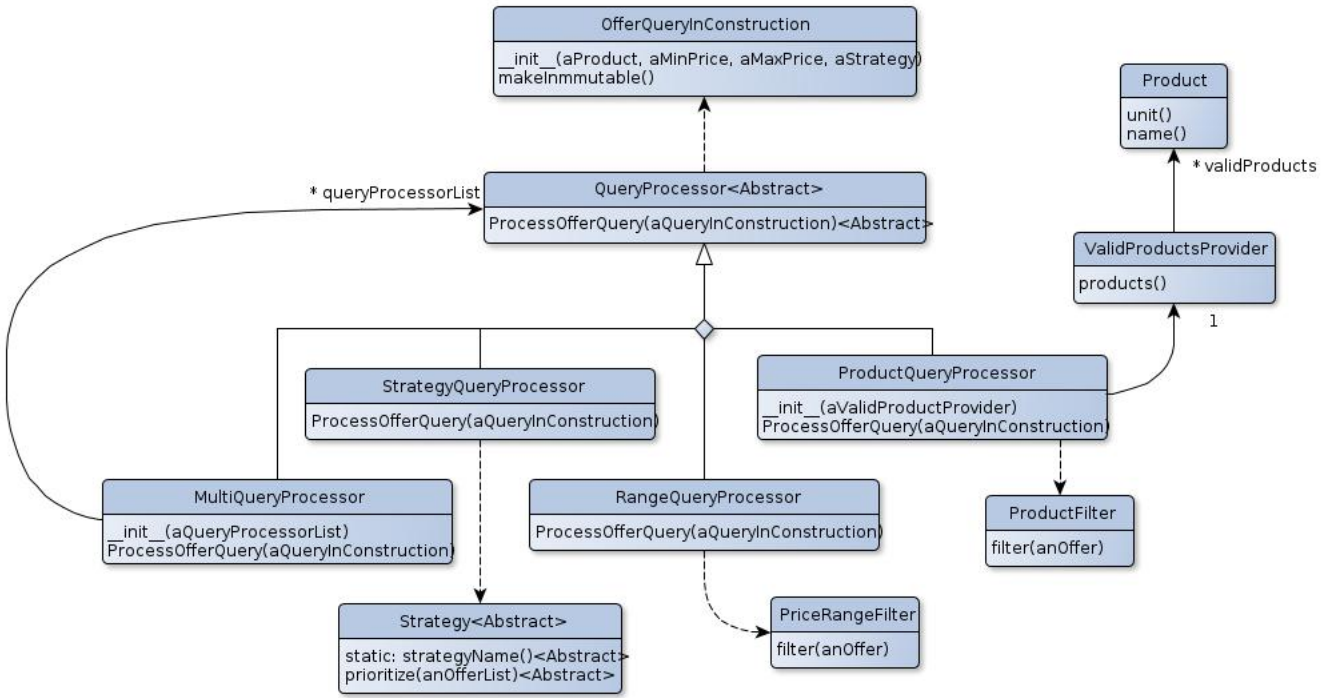 OfferQueryInConstruction
__init__(aProduct, aMinPrice, aMaxPrice, aStrategy)
makeInmmutable()
Product
unit()
name()
* validProducts
* queryProcessorList
QueryProcessor<Abstract>
ProcessOfferQuery(aQueryInConstruction)<Abstract>
ValidProductsProvider
products()
1
StrategyQueryProcessor
ProcessOfferQuery(aQueryInConstruction)
ProductQueryProcessor
__init__(aValidProductProvider)
ProcessOfferQuery(aQueryInConstruction)
MultiQueryProcessor
__init__(aQueryProcessorList)
ProcessOfferQuery(aQueryInConstruction)
RangeQueryProcessor
ProcessOfferQuery(aQueryInConstruction)
ProductFilter
filter(anOffer)
Strategy<Abstract>
static: strategyName()<Abstract>
prioritize(anOfferList)<Abstract>
PriceRangeFilter
filter(anOffer)